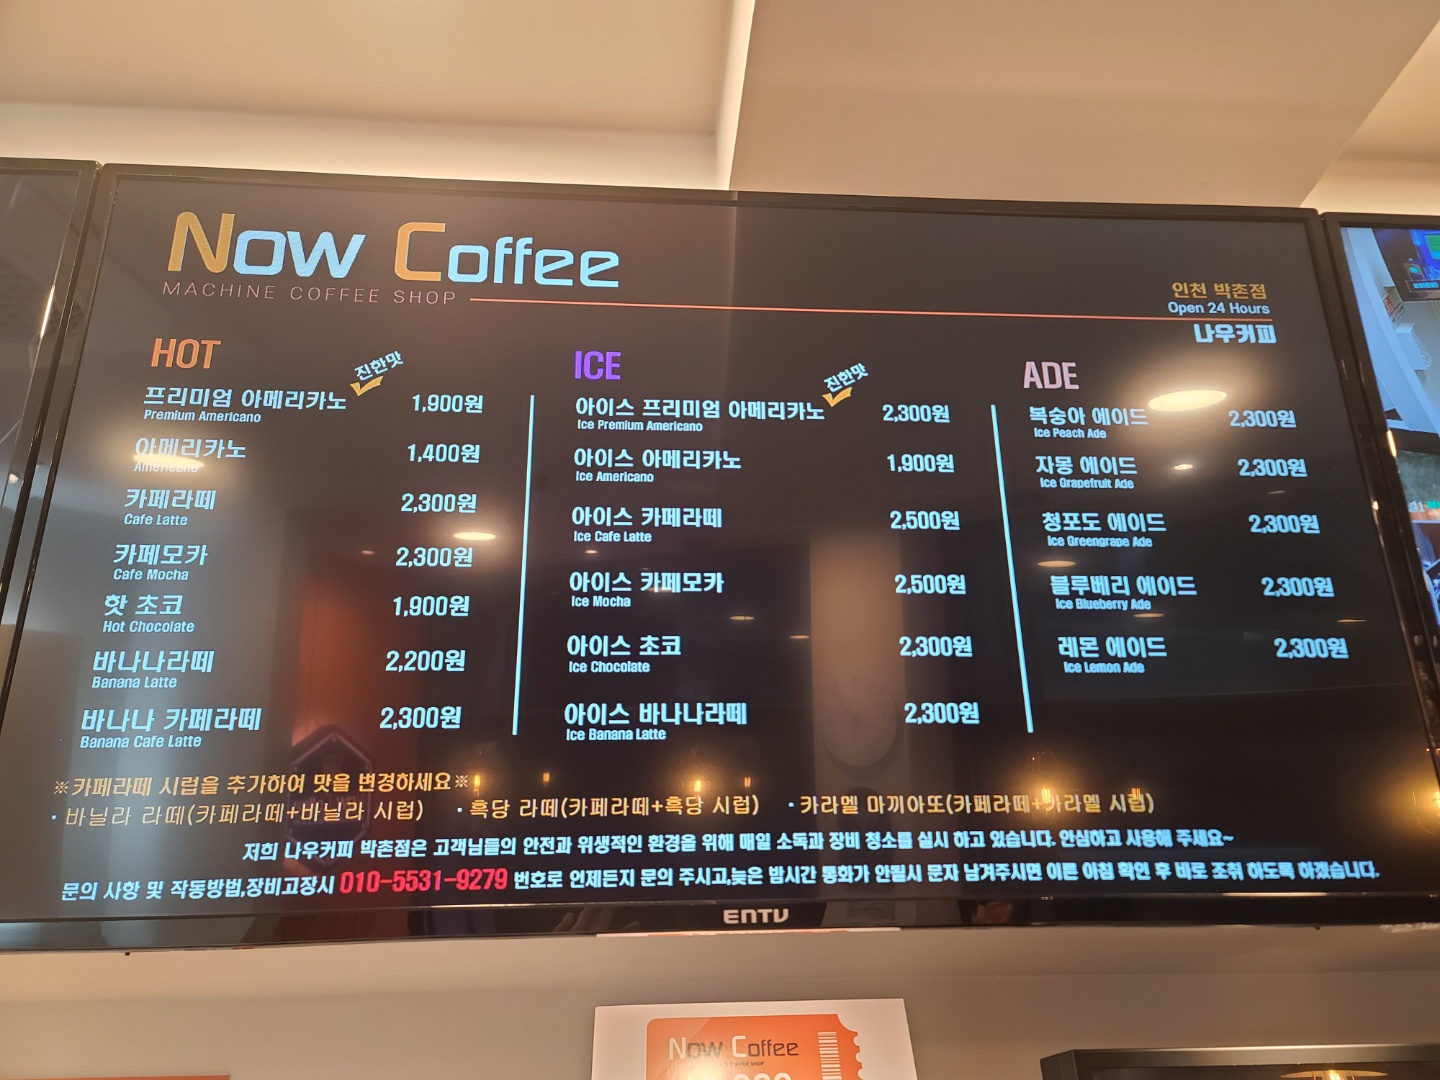 Now Coffee
MACHINE COFFEE SHOP
인천 박촌점
Open 24 Hours
나우커피
HOT
진한맛
프리미엄 아메리카노 1,900원
Premium Americano
아메리카노 1,400원
Americano
카페라떼 2,300원
Cafe Latte
카페모카 2,300원
Cafe Mocha
핫 초코 1,900원
Hot Chocolate
바나나라떼 2,200원
Banana Latte
바나나 카페라떼 2,300원
Banana Cafe Latte
ICE
진한맛
아이스 프리미엄 아메리카노 2,300원
Ice Premium Americano
아이스 아메리카노 1,900원
Ice Americano
아이스 카페라떼 2,500원
Ice Cafe Latte
아이스 카페모카 2,500원
Ice Mocha
아이스 초코 2,300원
Ice Chocolate
아이스 바나나라떼 2,300원
Ice Banana Latte
ADE
복숭아 에이드 2,300원
Ice Peach Ade
자몽 에이드 2,300원
Ice Grapefruit Ade
청포도 에이드 2,300원
Ice Greengrape Ade
블루베리 에이드 2,300원
Ice Blueberry Ade
레몬 에이드 2,300원
Ice Lemon Ade
※카페라떼 시럽을 추가하여 맛을 변경하세요※
· 바닐라 라떼(카페라떼+바닐라 시럽) · 흑당 라떼(카페라떼+흑당 시럽) · 카라멜 마끼아또(카페라떼+카라멜 시럽)
저희 나우커피 박촌점은 고객님들의 안전과 위생적인 환경을 위해 매일 소독과 장비 청소를 실시 하고 있습니다. 안심하고 사용해 주세요~
문의 사항 및 작동방법,장비고장시 010-5531-9279 번호로 언제든지 문의 주시고,늦은 밤시간 통화가 안될시 문자 남겨주시면 이른 아침 확인 후 바로 조취 하도록 하겠습니다.
ENTV
Now Coffee